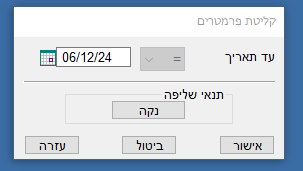 קליטת פרמטרים
עד תאריך = 06/12/24
תנאי שליפה
נקה
אישור ביטול עזרה